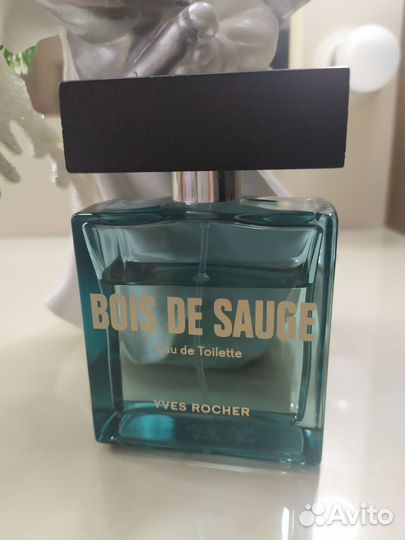 BOIS DE SAUGE
Eau de Toilette
YVES ROCHER
Avito